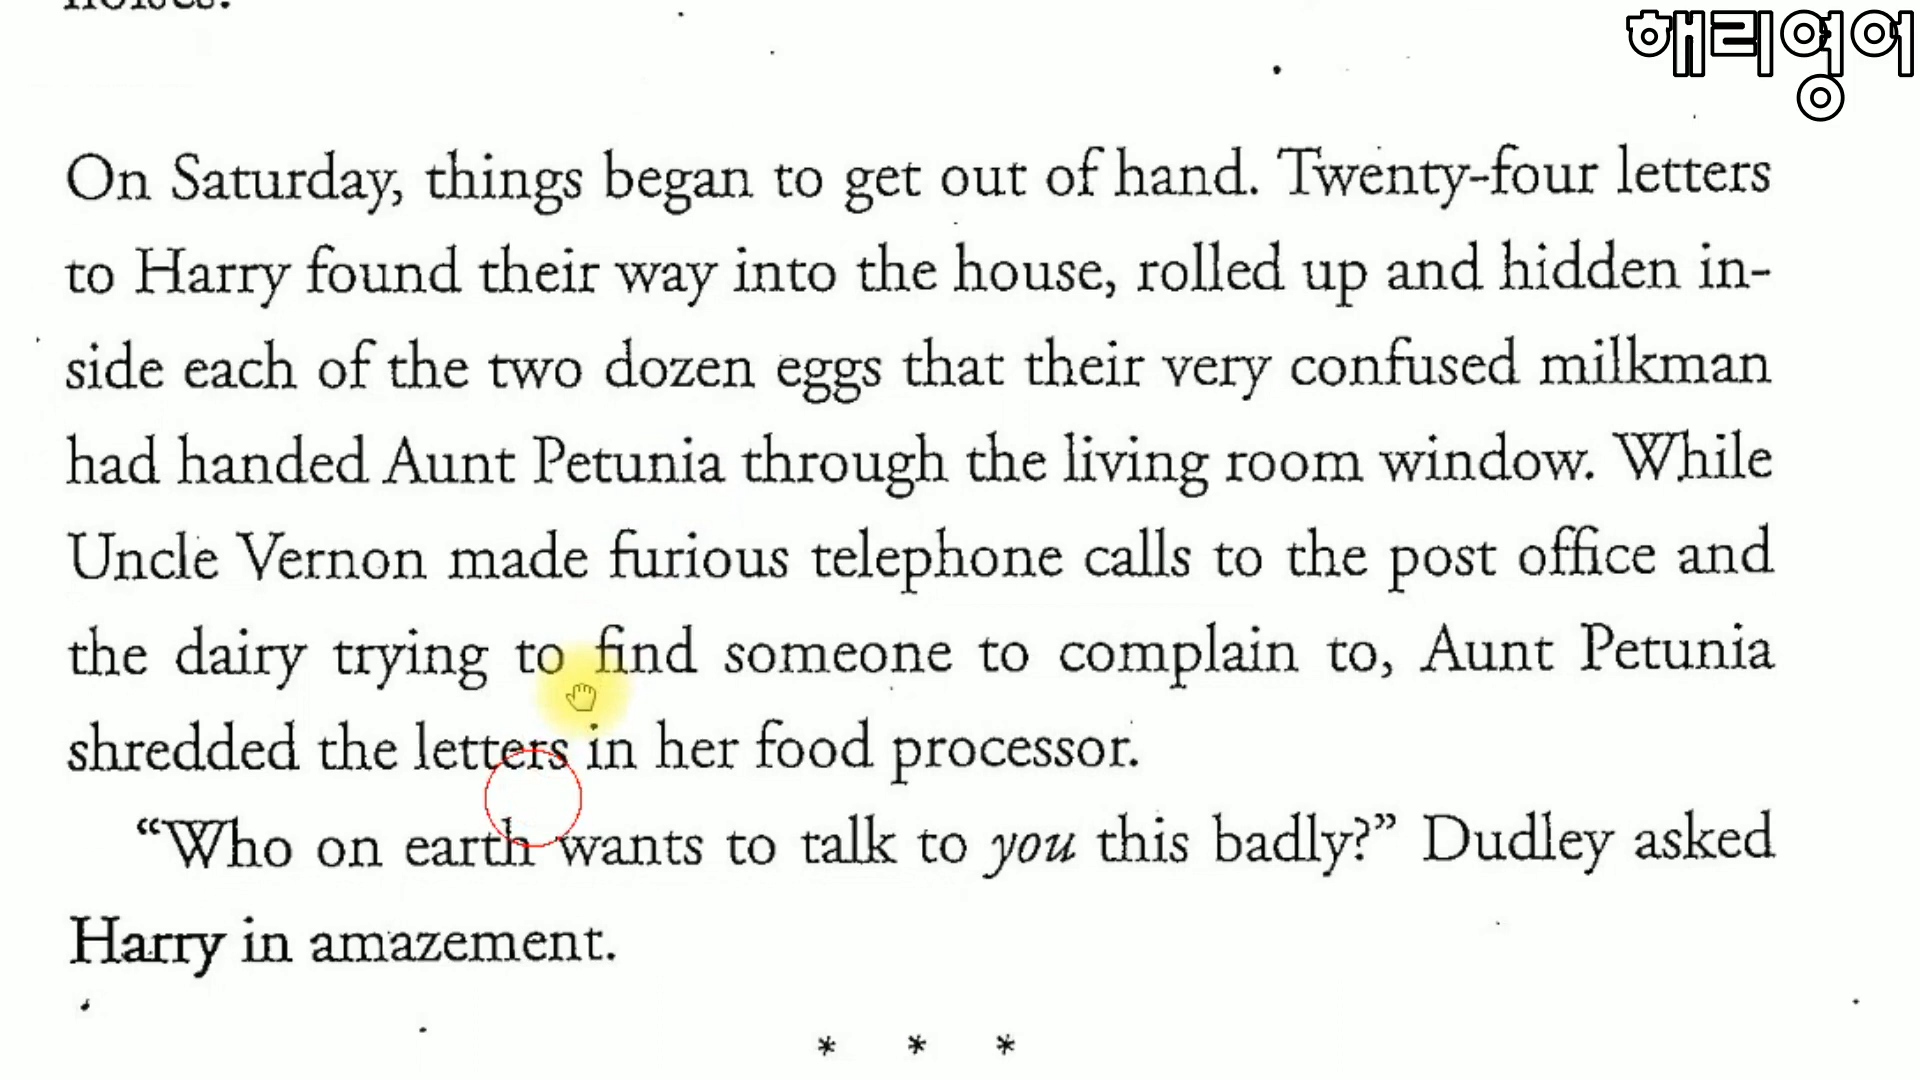 해리영어
On Saturday, things began to get out of hand. Twenty-four letters
to Harry found their way into the house, rolled up and hidden in-
side each of the two dozen eggs that their very confused milkman
had handed Aunt Petunia through the living room window. While
Uncle Vernon made furious telephone calls to the post office and
the dairy trying to find someone to complain to, Aunt Petunia
shredded the letters in her food processor.
“Who on earth wants to talk to you this badly?” Dudley asked
Harry in amazement.
* * *